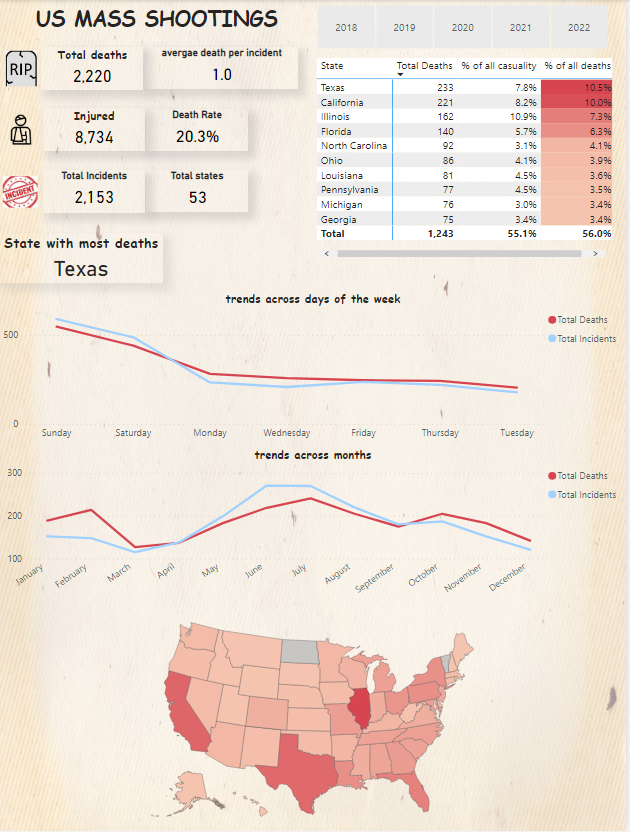 US MASS SHOOTINGS
2018 2019 2020 2021 2022
RIP
Total deaths
2,220
avergae death per incident
1.0
Injured
8,734
Death Rate
20.3%
INCIDENT
Total Incidents
2,153
Total states
53
State with most deaths
Texas
State Total Deaths % of all casuality % of all deaths
Texas 233 7.8% 10.5%
California 221 8.2% 10.0%
Illinois 162 10.9% 7.3%
Florida 140 5.7% 6.3%
North Carolina 92 3.1% 4.1%
Ohio 86 4.1% 3.9%
Louisiana 81 4.5% 3.6%
Pennsylvania 77 4.5% 3.5%
Michigan 76 3.0% 3.4%
Georgia 75 3.4% 3.4%
Total 1,243 55.1% 56.0%
trends across days of the week
Total Deaths
Total Incidents
500
0
Sunday Saturday Monday Wednesday Friday Thursday Tuesday
trends across months
Total Deaths
Total Incidents
300
200
100
January February March April May June July August September October November December